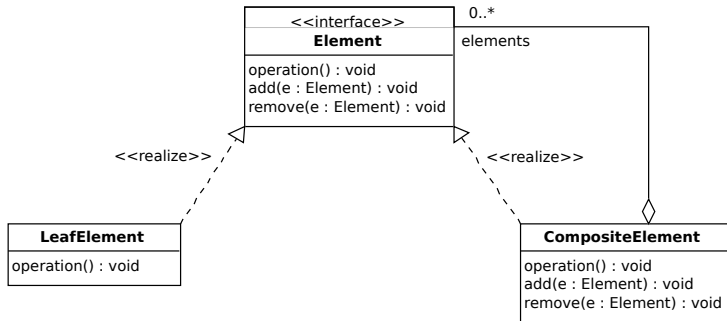 <<interface>>
Element
operation() : void
add(e : Element) : void
remove(e : Element) : void
0..*
elements
<<realize>>
<<realize>>
LeafElement
operation() : void
CompositeElement
operation() : void
add(e : Element) : void
remove(e : Element) : void